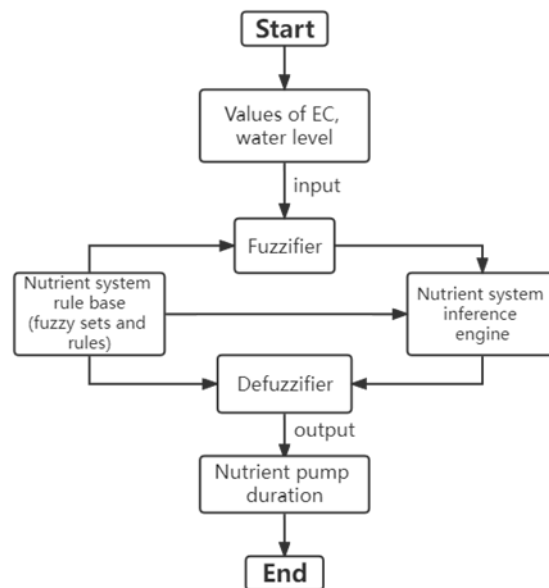 Start
Values of EC,
water level
input
Fuzzifier
Nutrient system
rule base
(fuzzy sets and
rules)
Nutrient system
inference
engine
Defuzzifier
output
Nutrient pump
duration
End